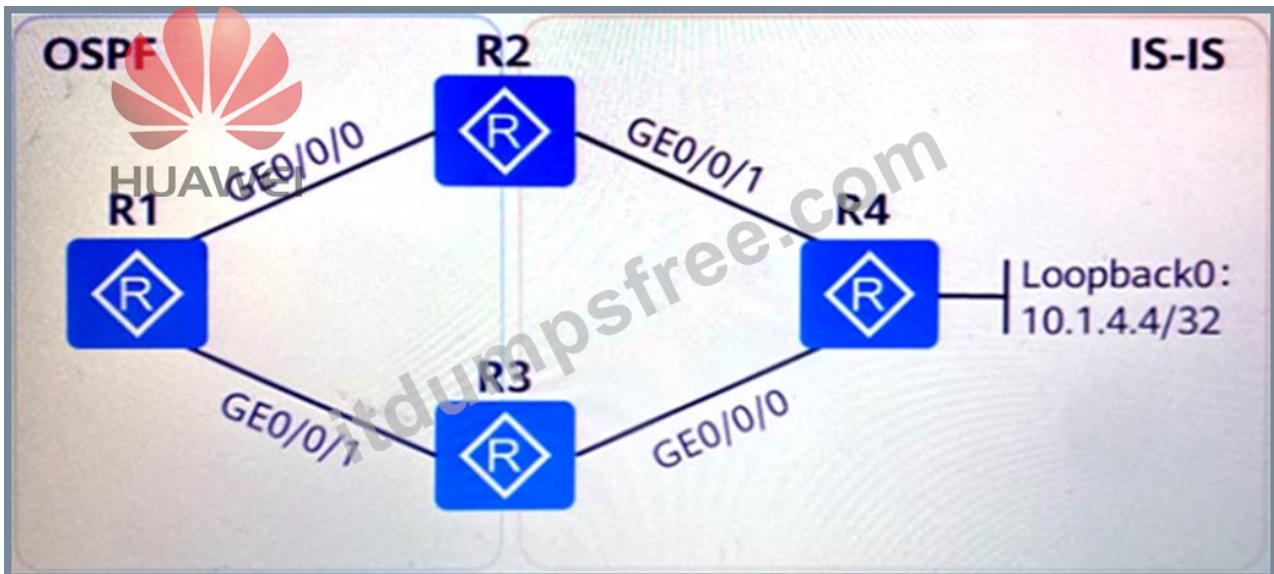 OSPF
R2
IS-IS
HUAWEI
GE0/0/0
GE0/0/1
R1
R4
R
R
R
R
Loopback0:
10.1.4.4/32
R3
GE0/0/1
GE0/0/0
itdumpsfree.com